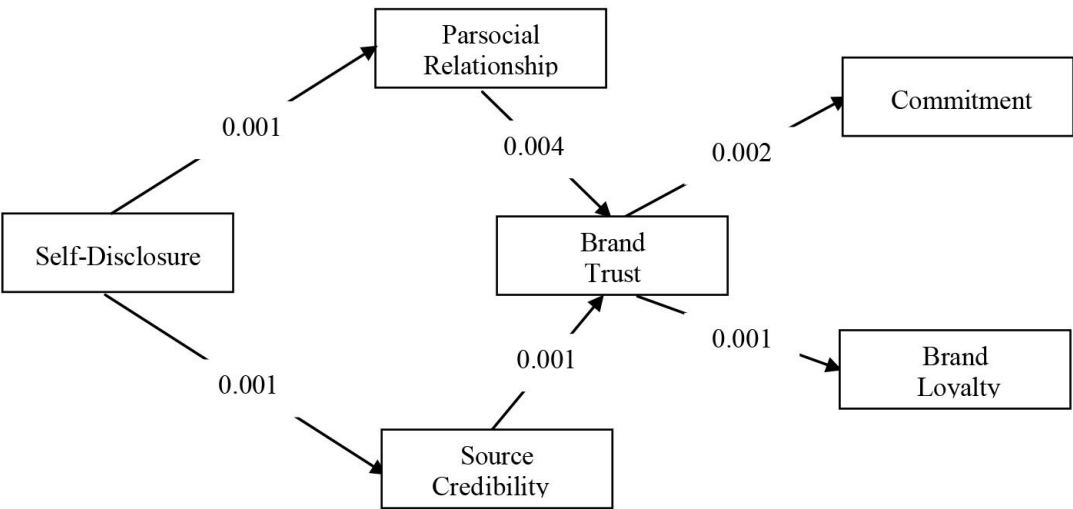 Parsocial
Relationship
Commitment
0.001
0.004
0.002
Self-Disclosure
Brand
Trust
0.001
0.001
0.001
Brand
Loyalty
Source
Credibility